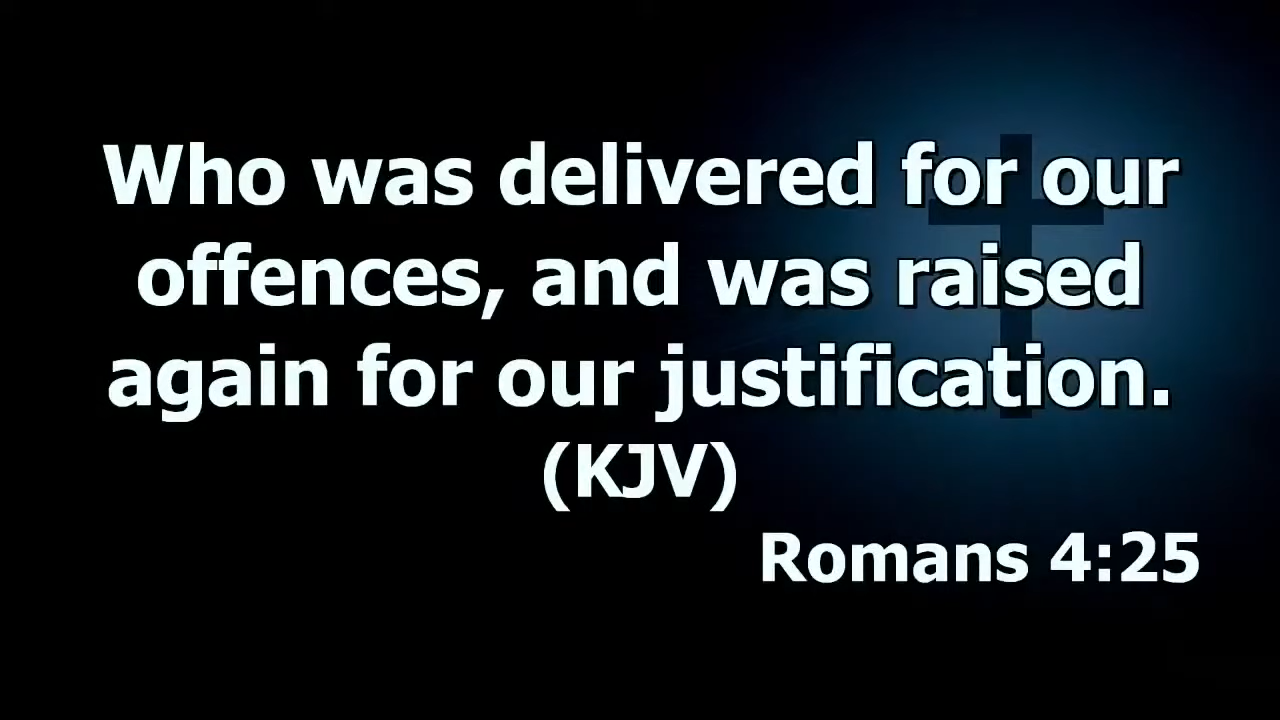 Who was delivered for our
offences, and was raised
again for our justification.
(KJV)
Romans 4:25